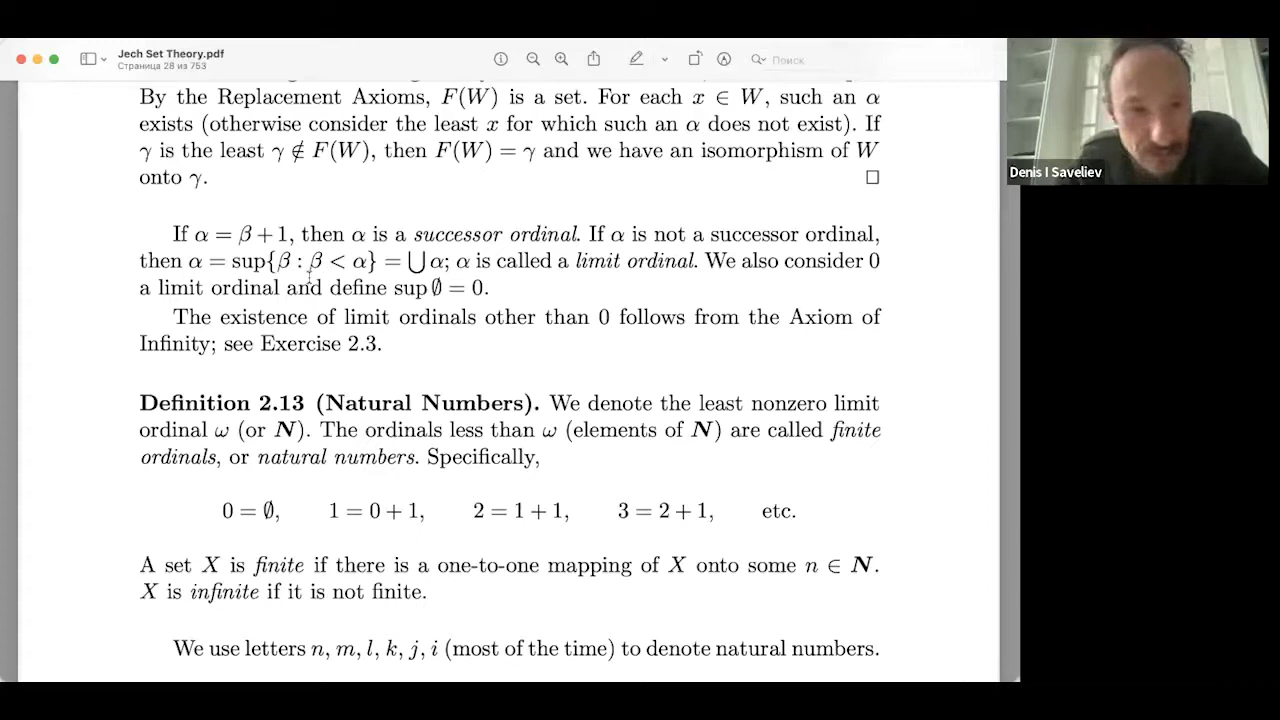 Jech Set Theory.pdf
Страница 28 из 753
Поиск
By the Replacement Axioms, F(W) is a set. For each x ∈ W, such an α
exists (otherwise consider the least x for which such an α does not exist). If
γ is the least γ ∉ F(W), then F(W) = γ and we have an isomorphism of W
onto γ. □
If α = β + 1, then α is a successor ordinal. If α is not a successor ordinal,
then α = sup{β : β < α} = ⋃ α; α is called a limit ordinal. We also consider 0
a limit ordinal and define sup ∅ = 0.
The existence of limit ordinals other than 0 follows from the Axiom of
Infinity; see Exercise 2.3.
Definition 2.13 (Natural Numbers). We denote the least nonzero limit
ordinal ω (or N). The ordinals less than ω (elements of N) are called finite
ordinals, or natural numbers. Specifically,
0 = ∅, 1 = 0 + 1, 2 = 1 + 1, 3 = 2 + 1, etc.
A set X is finite if there is a one-to-one mapping of X onto some n ∈ N.
X is infinite if it is not finite.
We use letters n, m, l, k, j, i (most of the time) to denote natural numbers.
Denis I Saveliev